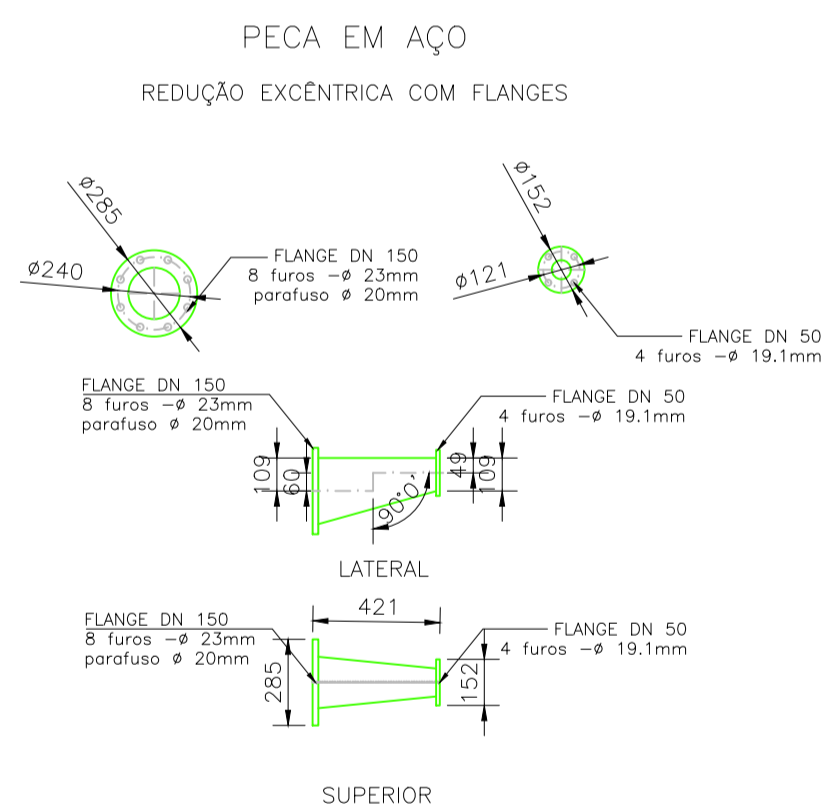 PECA EM AÇO
REDUÇÃO EXCÊNTRICA COM FLANGES
ø285
ø240
FLANGE DN 150
8 furos -ø 23mm
parafuso ø 20mm
ø152
ø121
FLANGE DN 50
4 furos -ø 19.1mm
FLANGE DN 150
8 furos -ø 23mm
parafuso ø 20mm
FLANGE DN 50
4 furos -ø 19.1mm
109
60
49
109
90°0'
LATERAL
421
FLANGE DN 150
8 furos -ø 23mm
parafuso ø 20mm
FLANGE DN 50
4 furos -ø 19.1mm
285
152
SUPERIOR